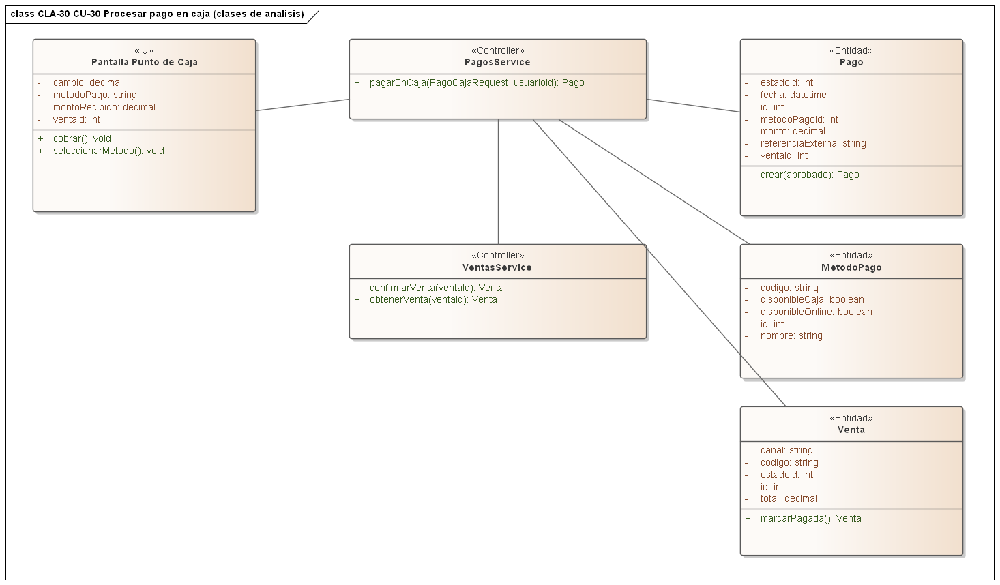 class CLA-30 CU-30 Procesar pago en caja (clases de analisis)
«IU»
Pantalla Punto de Caja
- cambio: decimal
- metodoPago: string
- montoRecibido: decimal
- ventaId: int
+ cobrar(): void
+ seleccionarMetodo(): void
«Controller»
PagosService
+ pagarEnCaja(PagoCajaRequest, usuarioId): Pago
«Entidad»
Pago
- estadoId: int
- fecha: datetime
- id: int
- metodoPagoId: int
- monto: decimal
- referenciaExterna: string
- ventaId: int
+ crear(aprobado): Pago
«Controller»
VentasService
+ confirmarVenta(ventaId): Venta
+ obtenerVenta(ventaId): Venta
«Entidad»
MetodoPago
- codigo: string
- disponibleCaja: boolean
- disponibleOnline: boolean
- id: int
- nombre: string
«Entidad»
Venta
- canal: string
- codigo: string
- estadoId: int
- id: int
- total: decimal
+ marcarPagada(): Venta